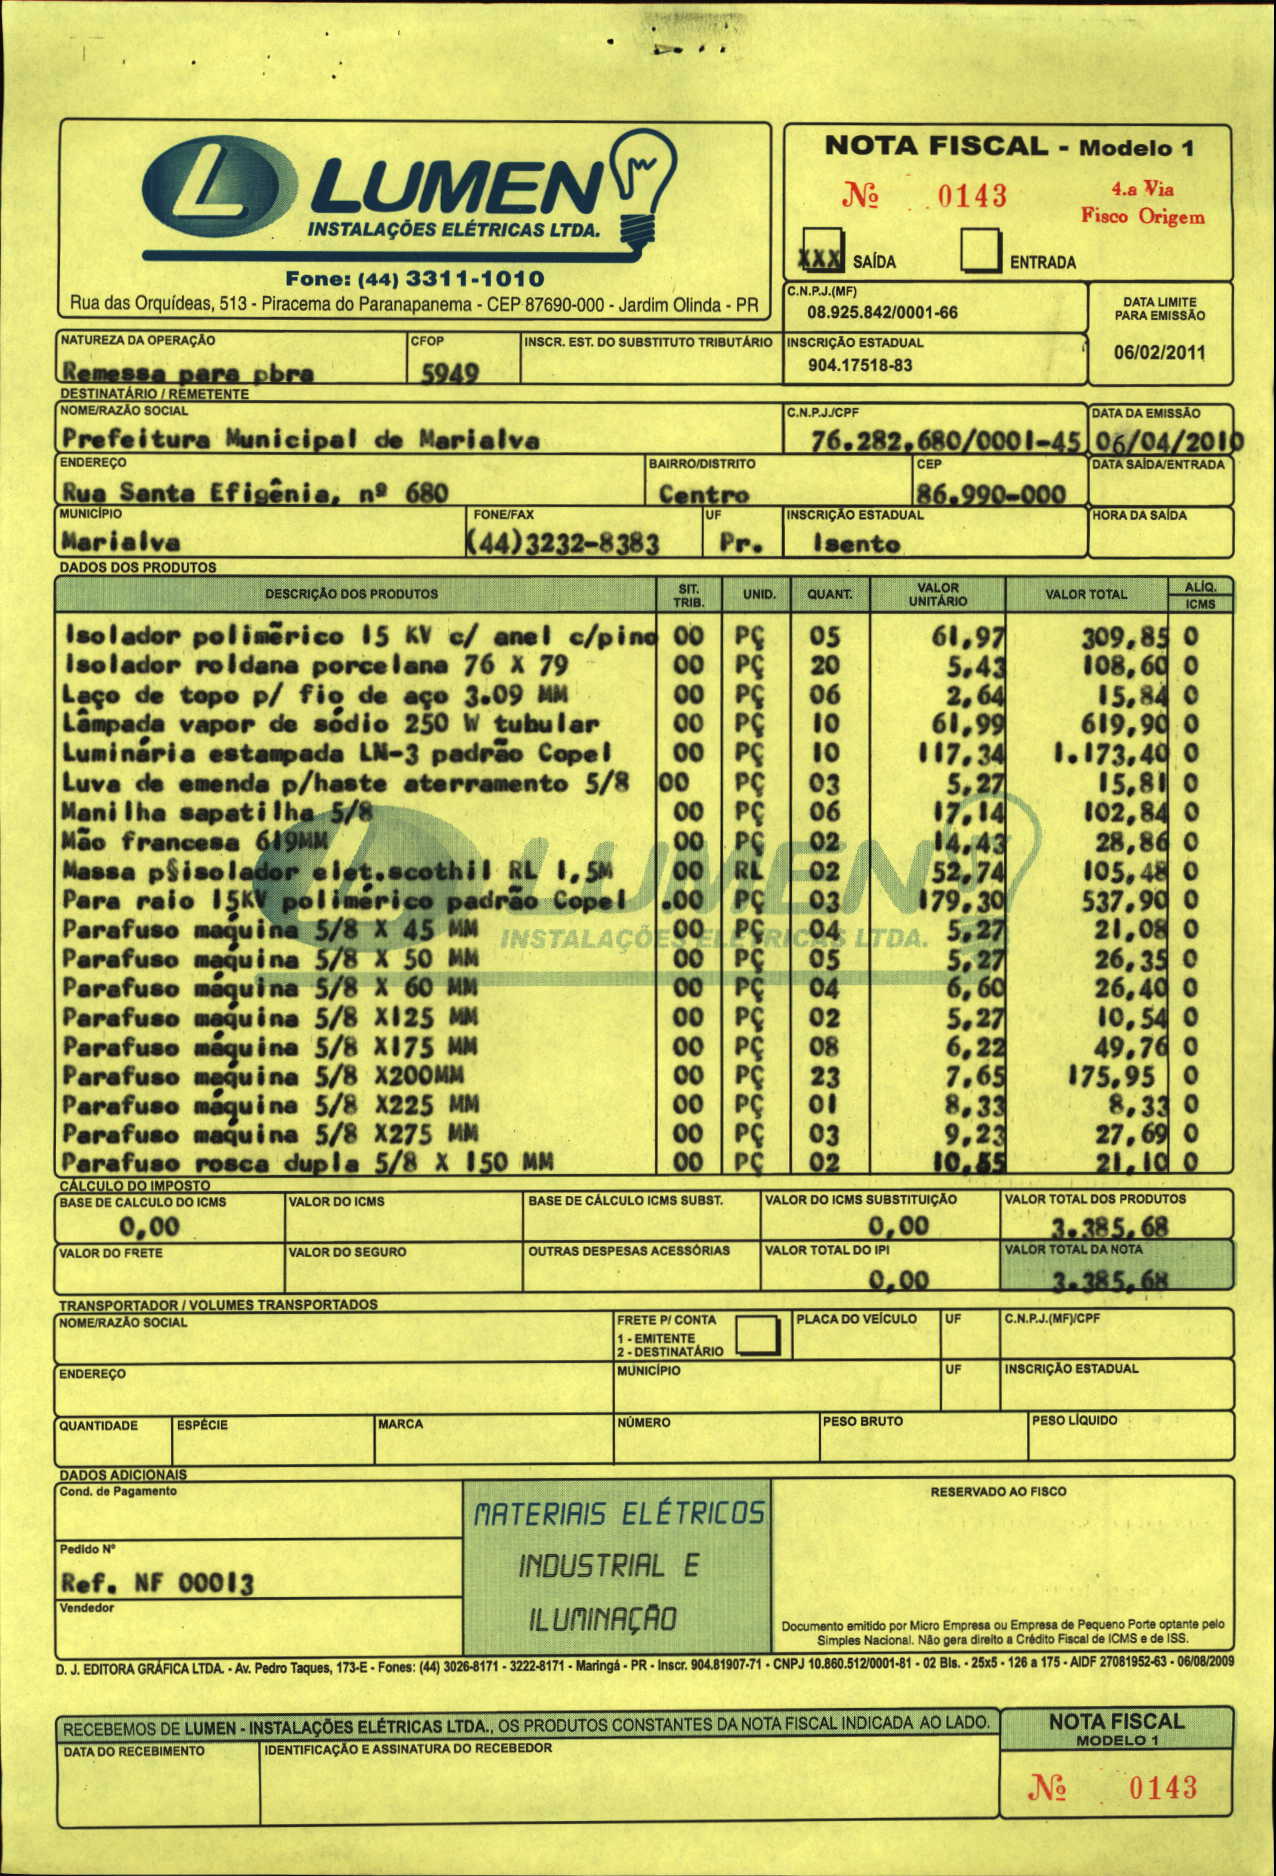 LUMEN
INSTALAÇÕES ELÉTRICAS LTDA.
Fone: (44) 3311-1010
Rua das Orquídeas, 513 - Piracema do Paranapanema - CEP 87690-000 - Jardim Olinda - PR
NOTA FISCAL - Modelo 1
Nº 0143
4.a Via
Fisco Origem
XXX SAÍDA ENTRADA
C.N.P.J.(MF)
08.925.842/0001-66
DATA LIMITE
PARA EMISSÃO
06/02/2011
NATUREZA DA OPERAÇÃO CFOP INSCR. EST. DO SUBSTITUTO TRIBUTÁRIO INSCRIÇÃO ESTADUAL
Remessa para pbra 5949 904.17518-83
DESTINATÁRIO / REMETENTE
NOME/RAZÃO SOCIAL C.N.P.J./CPF DATA DA EMISSÃO
Prefeitura Municipal de Marialva 76.282.680/0001-45 06/04/2010
ENDEREÇO BAIRRO/DISTRITO CEP DATA SAÍDA/ENTRADA
Rua Santa Efigênia, nº 680 Centro 86.990-000
MUNICÍPIO FONE/FAX UF INSCRIÇÃO ESTADUAL HORA DA SAÍDA
Marialva (44)3232-8383 Pr. Isento
DADOS DOS PRODUTOS
DESCRIÇÃO DOS PRODUTOS SIT. TRIB. UNID. QUANT. VALOR UNITÁRIO VALOR TOTAL ALÍQ. ICMS
Isolador polimérico 15 KV c/ anel c/pino 00 PÇ 05 61,97 309,85 0
Isolador roldana porcelana 76 X 79 00 PÇ 20 5,43 108,60 0
Laço de topo p/ fio de aço 3.09 MM 00 PÇ 06 2,64 15,84 0
Lâmpada vapor de sódio 250 W tubular 00 PÇ 10 61,99 619,90 0
Luminária estampada LN-3 padrão Copel 00 PÇ 10 117,34 1.173,40 0
Luva de emenda p/haste aterramento 5/8 00 PÇ 03 5,27 15,81 0
Manilha sapatilha 5/8 00 PÇ 06 17,14 102,84 0
Mão francesa 619MM 00 PÇ 02 14,43 28,86 0
Massa p§isolador elet.scothil RL 1,5M 00 RL 02 52,74 105,48 0
Para raio 15KV polimérico padrão Copel .00 PÇ 03 179,30 537,90 0
Parafuso máquina 5/8 X 45 MM 00 PÇ 04 5,27 21,08 0
Parafuso máquina 5/8 X 50 MM 00 PÇ 05 5,27 26,35 0
Parafuso máquina 5/8 X 60 MM 00 PÇ 04 6,60 26,40 0
Parafuso máquina 5/8 X125 MM 00 PÇ 02 5,27 10,54 0
Parafuso máquina 5/8 X175 MM 00 PÇ 08 6,22 49,76 0
Parafuso máquina 5/8 X200MM 00 PÇ 23 7,65 175,95 0
Parafuso máquina 5/8 X225 MM 00 PÇ 01 8,33 8,33 0
Parafuso máquina 5/8 X275 MM 00 PÇ 03 9,23 27,69 0
Parafuso rosca dupla 5/8 X 150 MM 00 PÇ 02 10,55 21,10 0
LUMEN
INSTALAÇÕES ELÉTRICAS LTDA.
CÁLCULO DO IMPOSTO
BASE DE CALCULO DO ICMS VALOR DO ICMS BASE DE CÁLCULO ICMS SUBST. VALOR DO ICMS SUBSTITUIÇÃO VALOR TOTAL DOS PRODUTOS
0,00 0,00 3.385,68
VALOR DO FRETE VALOR DO SEGURO OUTRAS DESPESAS ACESSÓRIAS VALOR TOTAL DO IPI VALOR TOTAL DA NOTA
0,00 3.385,68
TRANSPORTADOR / VOLUMES TRANSPORTADOS
NOME/RAZÃO SOCIAL FRETE P/ CONTA PLACA DO VEÍCULO UF C.N.P.J.(MF)/CPF
1 - EMITENTE
2 - DESTINATÁRIO
ENDEREÇO MUNICÍPIO UF INSCRIÇÃO ESTADUAL
QUANTIDADE ESPÉCIE MARCA NÚMERO PESO BRUTO PESO LÍQUIDO
DADOS ADICIONAIS
Cond. de Pagamento
Pedido Nº
Ref. NF 00013
Vendedor
MATERIAIS ELÉTRICOS
INDUSTRIAL E
ILUMINAÇÃO
RESERVADO AO FISCO
Documento emitido por Micro Empresa ou Empresa de Pequeno Porte optante pelo
Simples Nacional. Não gera direito a Crédito Fiscal de ICMS e de ISS.
D. J. EDITORA GRÁFICA LTDA. - Av. Pedro Taques, 173-E - Fones: (44) 3026-8171 - 3222-8171 - Maringá - PR - Inscr. 904.81907-71 - CNPJ 10.860.512/0001-81 - 02 Bls. - 25x5 - 126 a 175 - AIDF 27081952-63 - 06/08/2009
RECEBEMOS DE LUMEN - INSTALAÇÕES ELÉTRICAS LTDA., OS PRODUTOS CONSTANTES DA NOTA FISCAL INDICADA AO LADO.
DATA DO RECEBIMENTO IDENTIFICAÇÃO E ASSINATURA DO RECEBEDOR
NOTA FISCAL
MODELO 1
Nº 0143